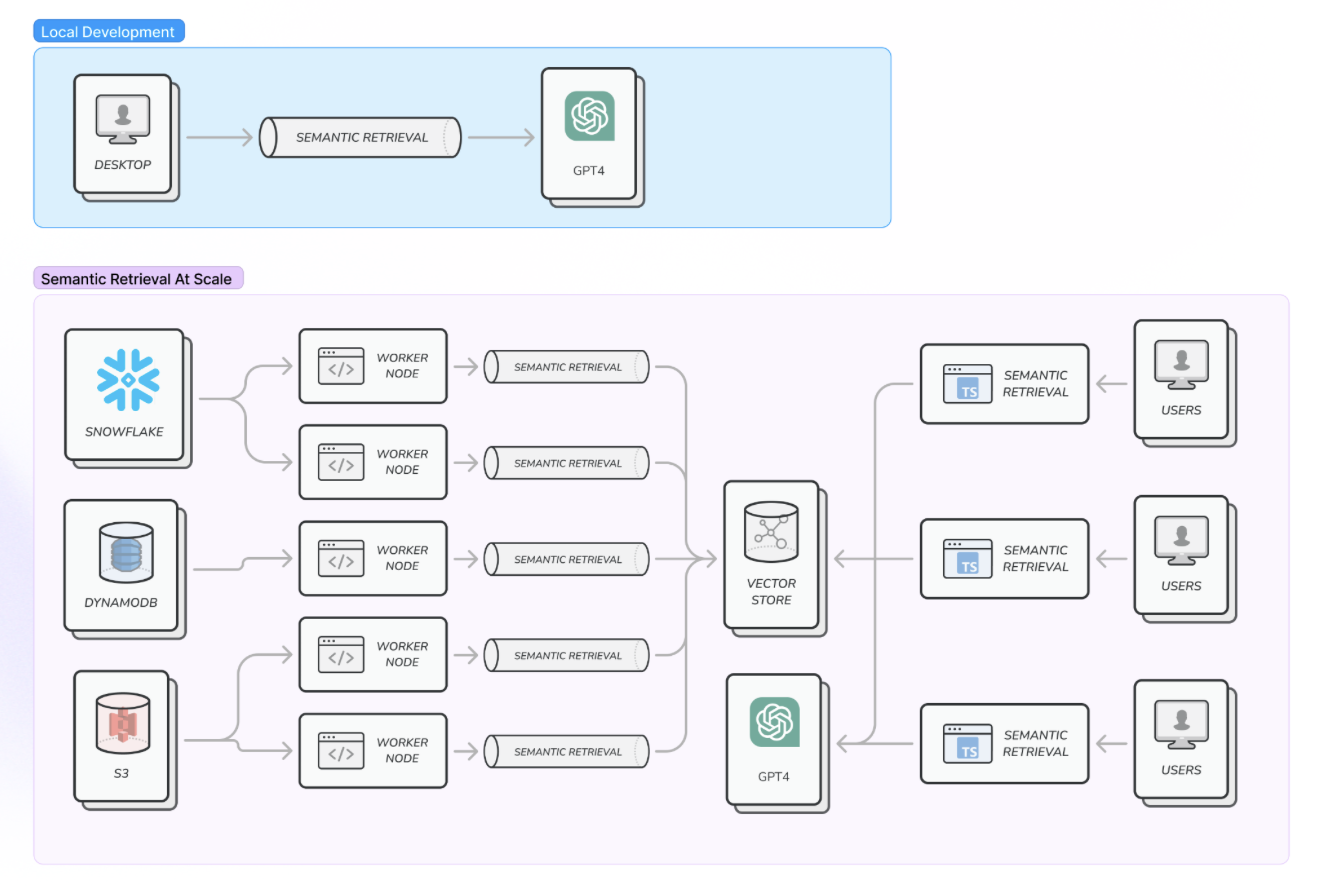 Local Development
DESKTOP
SEMANTIC RETRIEVAL
GPT4
Semantic Retrieval At Scale
SNOWFLAKE
DYNAMODB
S3
WORKER
NODE
SEMANTIC RETRIEVAL
WORKER
NODE
SEMANTIC RETRIEVAL
WORKER
NODE
SEMANTIC RETRIEVAL
WORKER
NODE
SEMANTIC RETRIEVAL
WORKER
NODE
SEMANTIC RETRIEVAL
VECTOR
STORE
GPT4
TS
SEMANTIC
RETRIEVAL
USERS
TS
SEMANTIC
RETRIEVAL
USERS
TS
SEMANTIC
RETRIEVAL
USERS